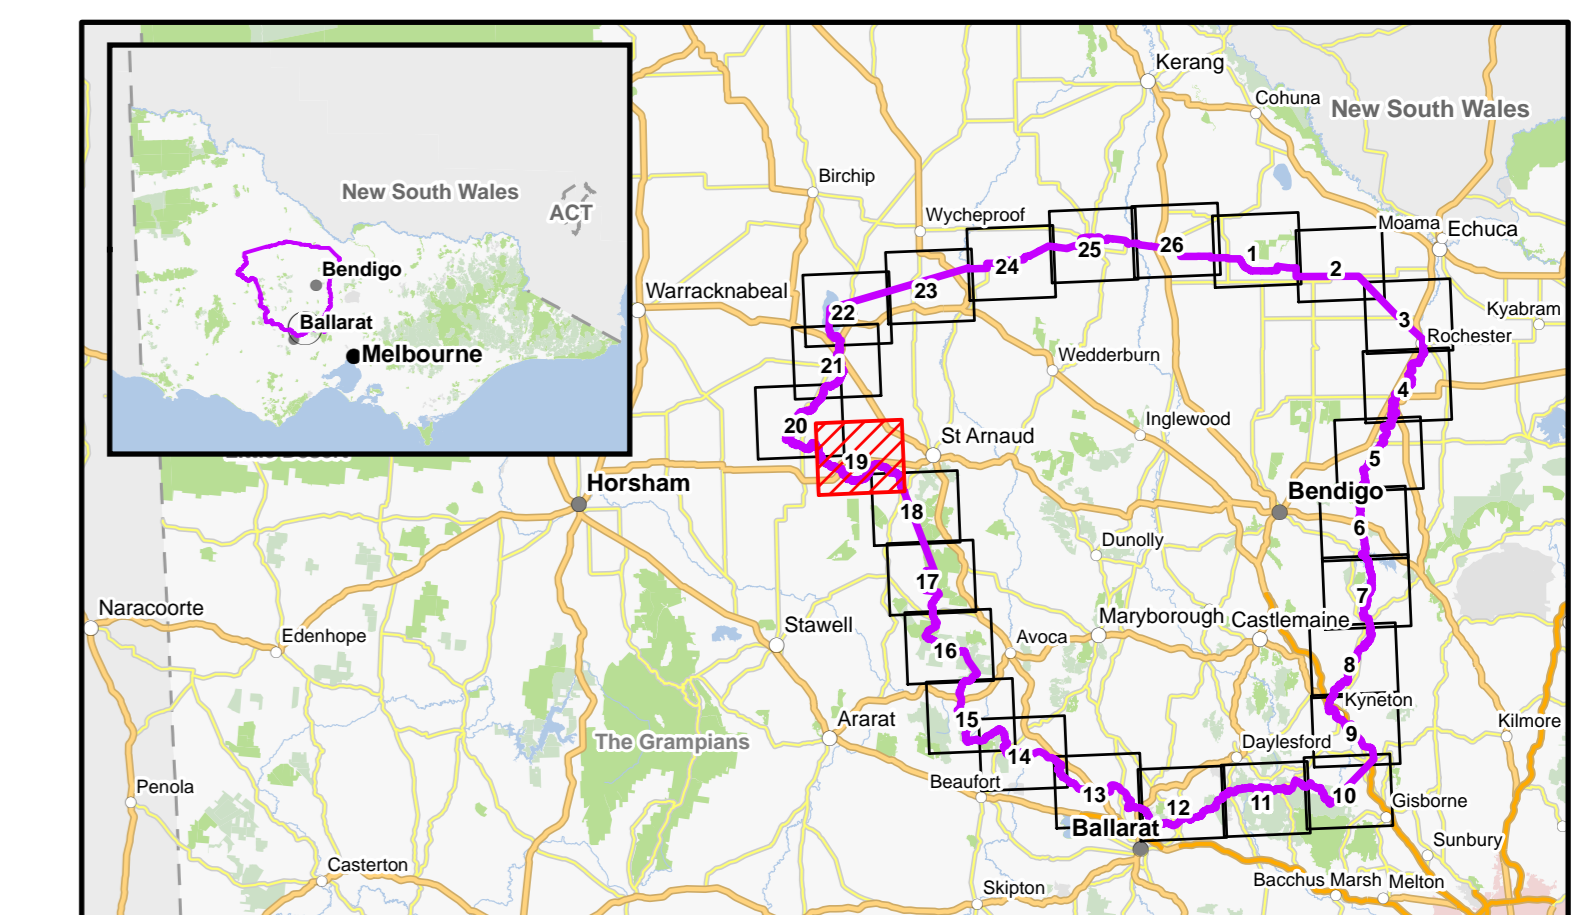 Kerang
Cohuna
New South Wales
New South Wales
ACT
Birchip
Wycheproof
Moama
Echuca
26
25
1
24
2
Bendigo
23
Warracknabeal
22
Kyabram
3
Ballarat
Rochester
Melbourne
Wedderburn
21
4
Inglewood
20
St Arnaud
19
5
Horsham
Bendigo
18
6
Dunolly
17
7
Naracoorte
Stawell
Maryborough
Castlemaine
Edenhope
Avoca
16
8
Kyneton
Ararat
15
Kilmore
9
The Grampians
Daylesford
14
Beaufort
Penola
13
10
11
12
Gisborne
Ballarat
Sunbury
Casterton
Bacchus Marsh
Melton
Skipton